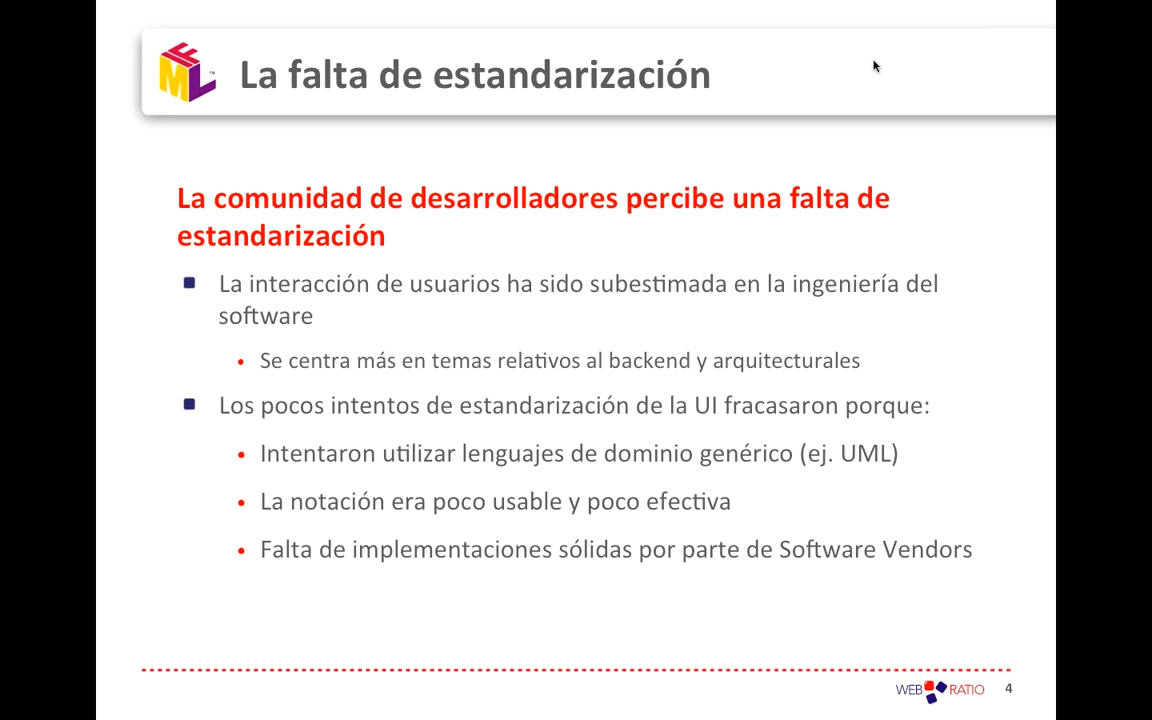 IFML™
La falta de estandarización
La comunidad de desarrolladores percibe una falta de
estandarización
La interacción de usuarios ha sido subestimada en la ingeniería del
software
Se centra más en temas relativos al backend y arquitecturales
Los pocos intentos de estandarización de la UI fracasaron porque:
Intentaron utilizar lenguajes de dominio genérico (ej. UML)
La notación era poco usable y poco efectiva
Falta de implementaciones sólidas por parte de Software Vendors
WEB RATIO 4